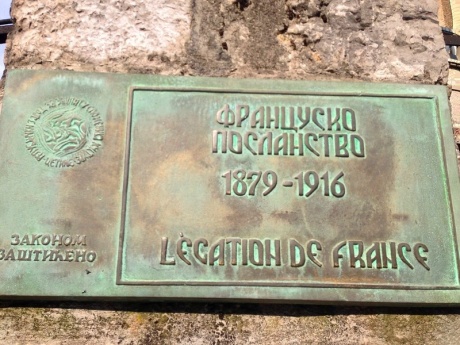 ФРАНЦУСКО
ПОСЛАНСТВО
1879-1916
LÈGATION DE FRANCE
ЗАКОНОМ
ЗАШТИЋЕНО